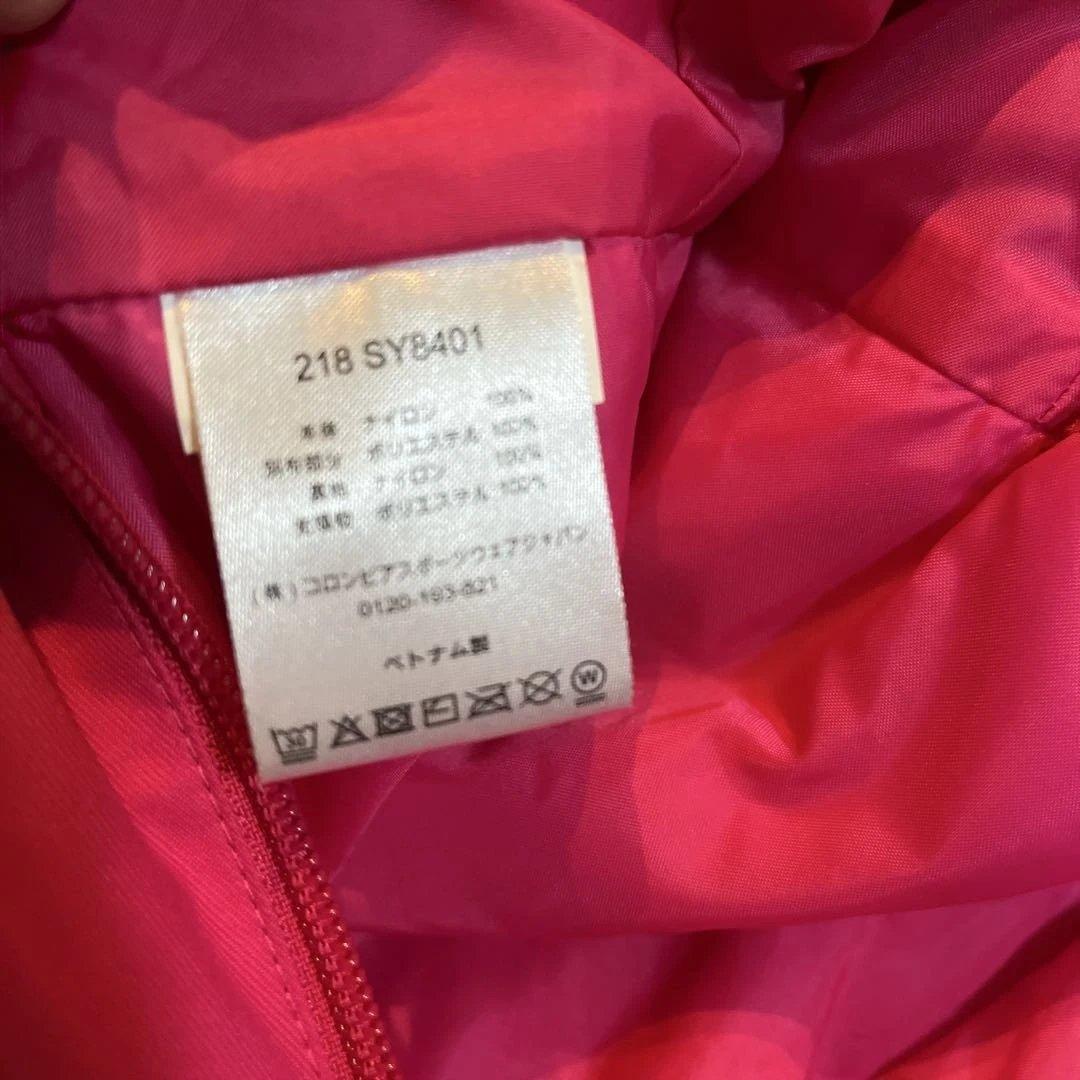 218 SY8401
本体 ナイロン 100%
別布部分 ポリエステル 100%
裏地 ナイロン 100%
充填物 ポリエステル 100%
(株)コロンビアスポーツウェアジャパン
0120-193-821
ベトナム製
30 W